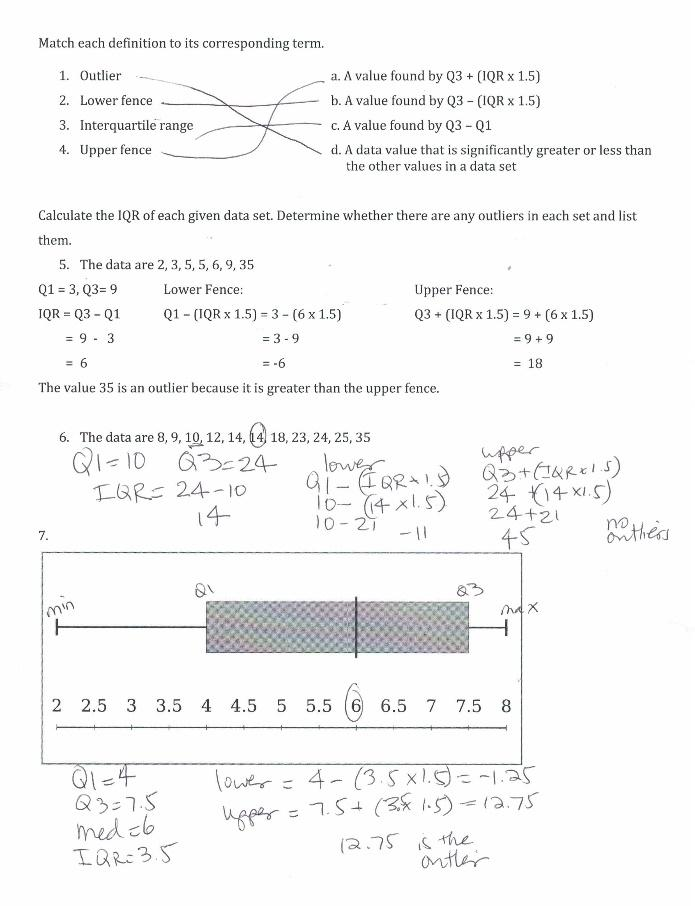 Match each definition to its corresponding term.
1. Outlier a. A value found by Q3 + (IQR x 1.5)
2. Lower fence b. A value found by Q3 – (IQR x 1.5)
3. Interquartile range c. A value found by Q3 – Q1
4. Upper fence d. A data value that is significantly greater or less than
the other values in a data set
Calculate the IQR of each given data set. Determine whether there are any outliers in each set and list
them.
5. The data are 2, 3, 5, 5, 6, 9, 35
Q1 = 3, Q3= 9 Lower Fence: Upper Fence:
IQR = Q3 – Q1 Q1 – (IQR x 1.5) = 3 – (6 x 1.5) Q3 + (IQR x 1.5) = 9 + (6 x 1.5)
= 9 - 3 = 3 - 9 = 9 + 9
= 6 = -6 = 18
The value 35 is an outlier because it is greater than the upper fence.
6. The data are 8, 9, 10, 12, 14, 14, 18, 23, 24, 25, 35
Q1=10 Q3=24 lower upper
IQR= 24-10 Q1-(IQR x 1.5) Q3+(IQR x 1.5)
14 10-(14 x 1.5) 24 +(14 x 1.5)
10-21 24+21
-11 45 no
outliers
7.
Q1 Q3
min max
2 2.5 3 3.5 4 4.5 5 5.5 6 6.5 7 7.5 8
Q1=4 lower = 4-(3.5 x 1.5) = -1.25
Q3=7.5 upper = 7.5+(3.5 x 1.5) = 12.75
med=6
IQR=3.5 12.75 is the
outlier